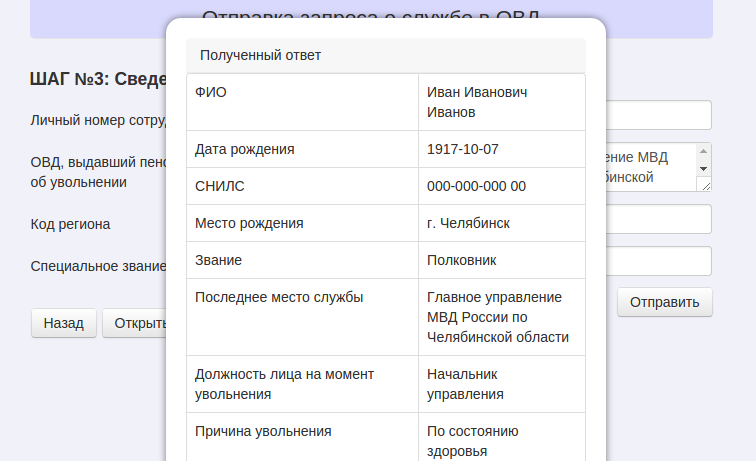 Отправка запроса о службе в ОВД
ШАГ №3: Сведе
Полученный ответ
ФИО
Иван Иванович
Иванов
Личный номер сотру
Дата рождения
1917-10-07
ОВД, выдавший пенс
об увольнении
ение МВД
бинской
СНИЛС
000-000-000 00
Код региона
Место рождения
г. Челябинск
Специальное звание
Звание
Полковник
Последнее место службы
Главное управление
МВД России по
Челябинской области
Отправить
Назад
Открыть
Должность лица на момент
увольнения
Начальник
управления
Причина увольнения
По состоянию
здоровья